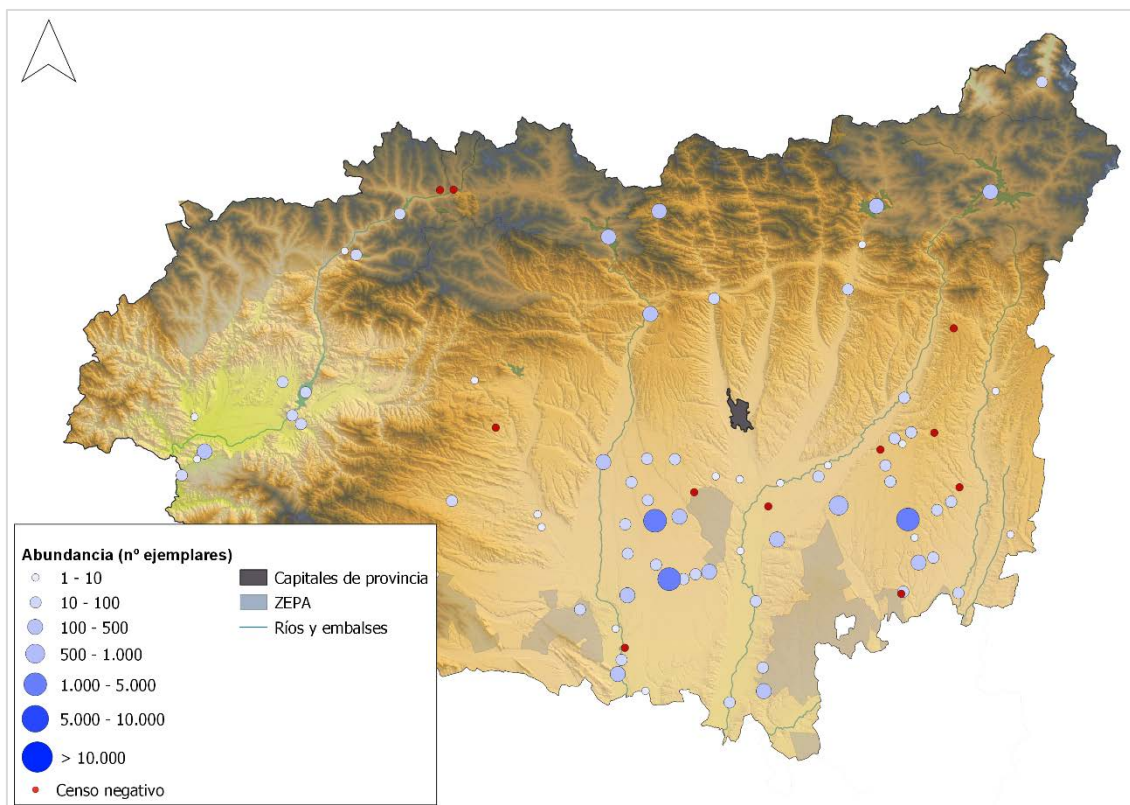 Abundancia (nº ejemplares)
1 - 10
10 - 100
100 - 500
500 - 1.000
1.000 - 5.000
5.000 - 10.000
> 10.000
Censo negativo
Capitales de provincia
ZEPA
Ríos y embalses